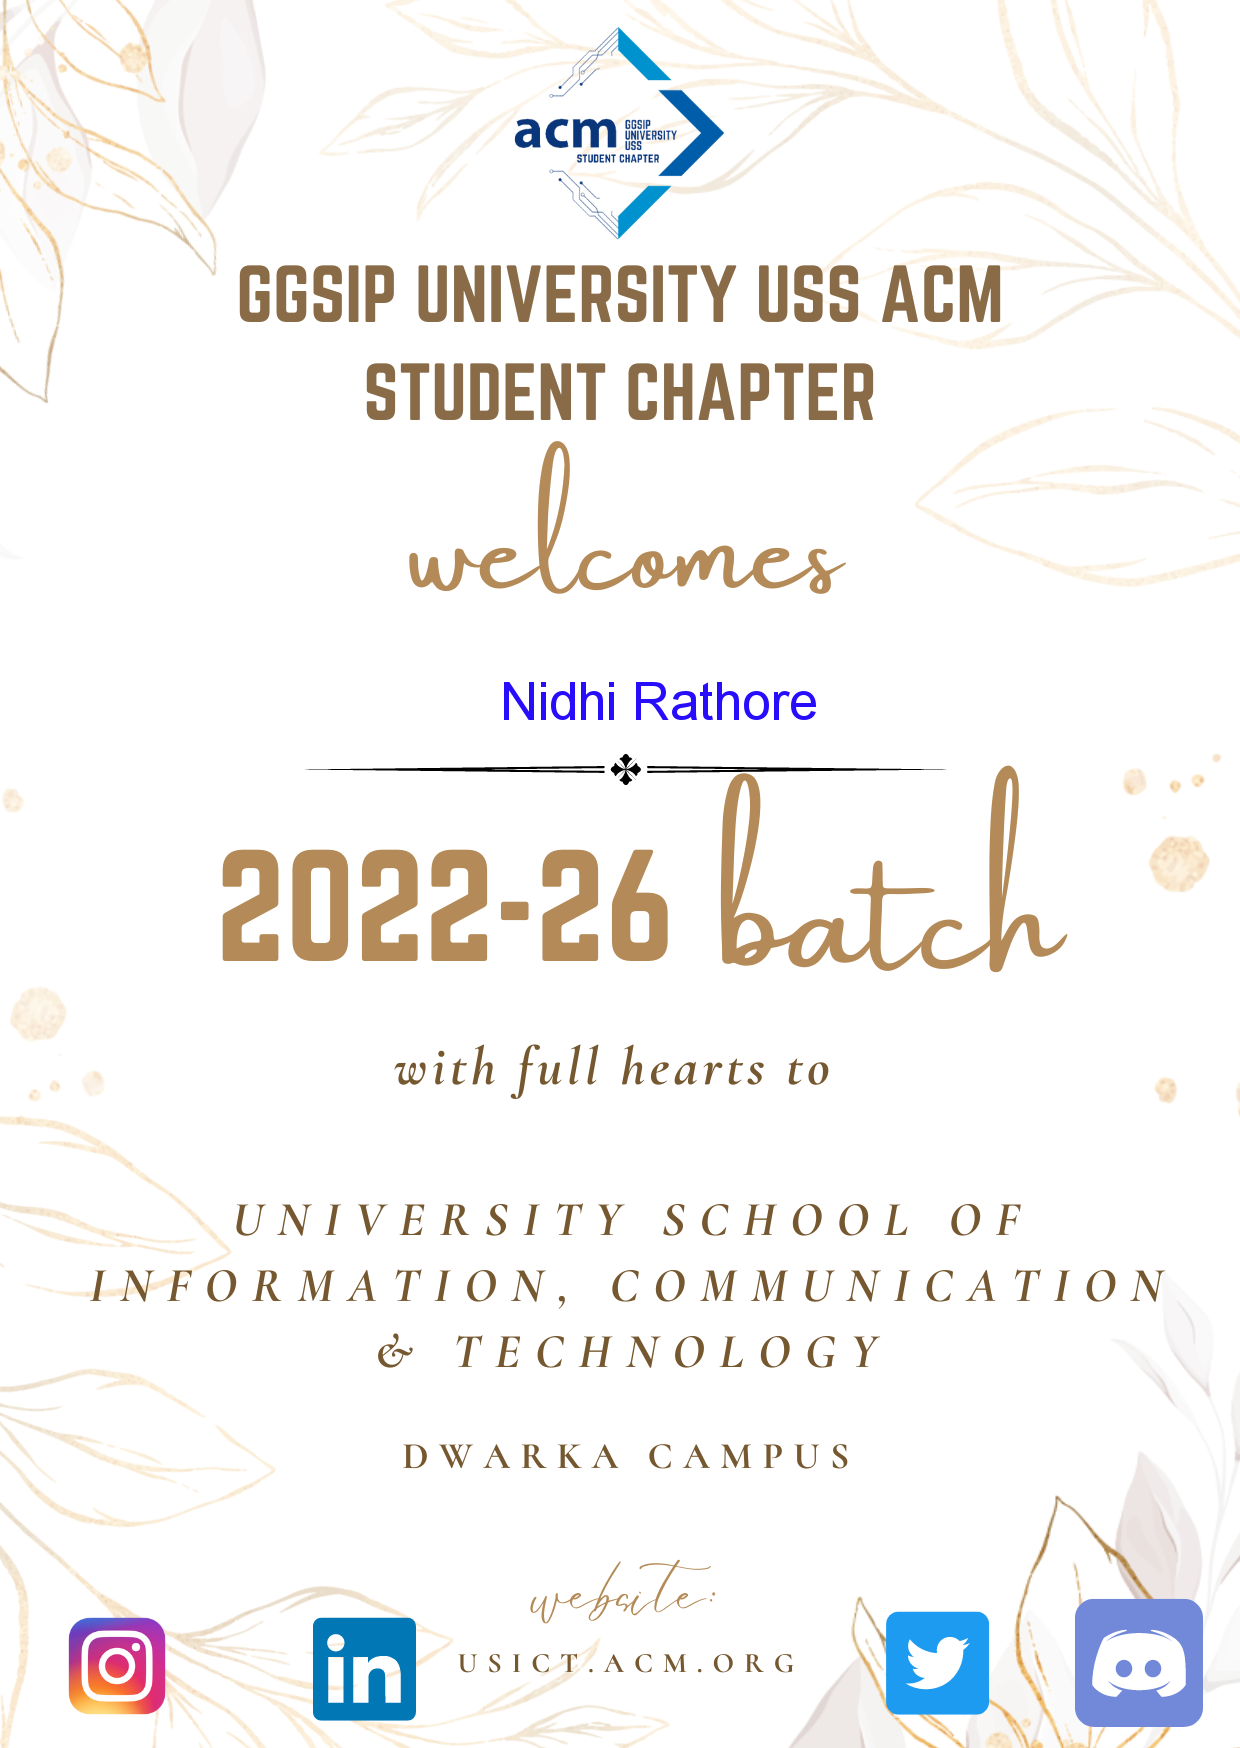 acm GGSIP
UNIVERSITY
USS
STUDENT CHAPTER
GGSIP UNIVERSITY USS ACM
STUDENT CHAPTER
welcomes
Nidhi Rathore
2022-26 batch
with full hearts to
UNIVERSITY SCHOOL OF
INFORMATION, COMMUNICATION
& TECHNOLOGY
DWARKA CAMPUS
website:
in
USICT.ACM.ORG